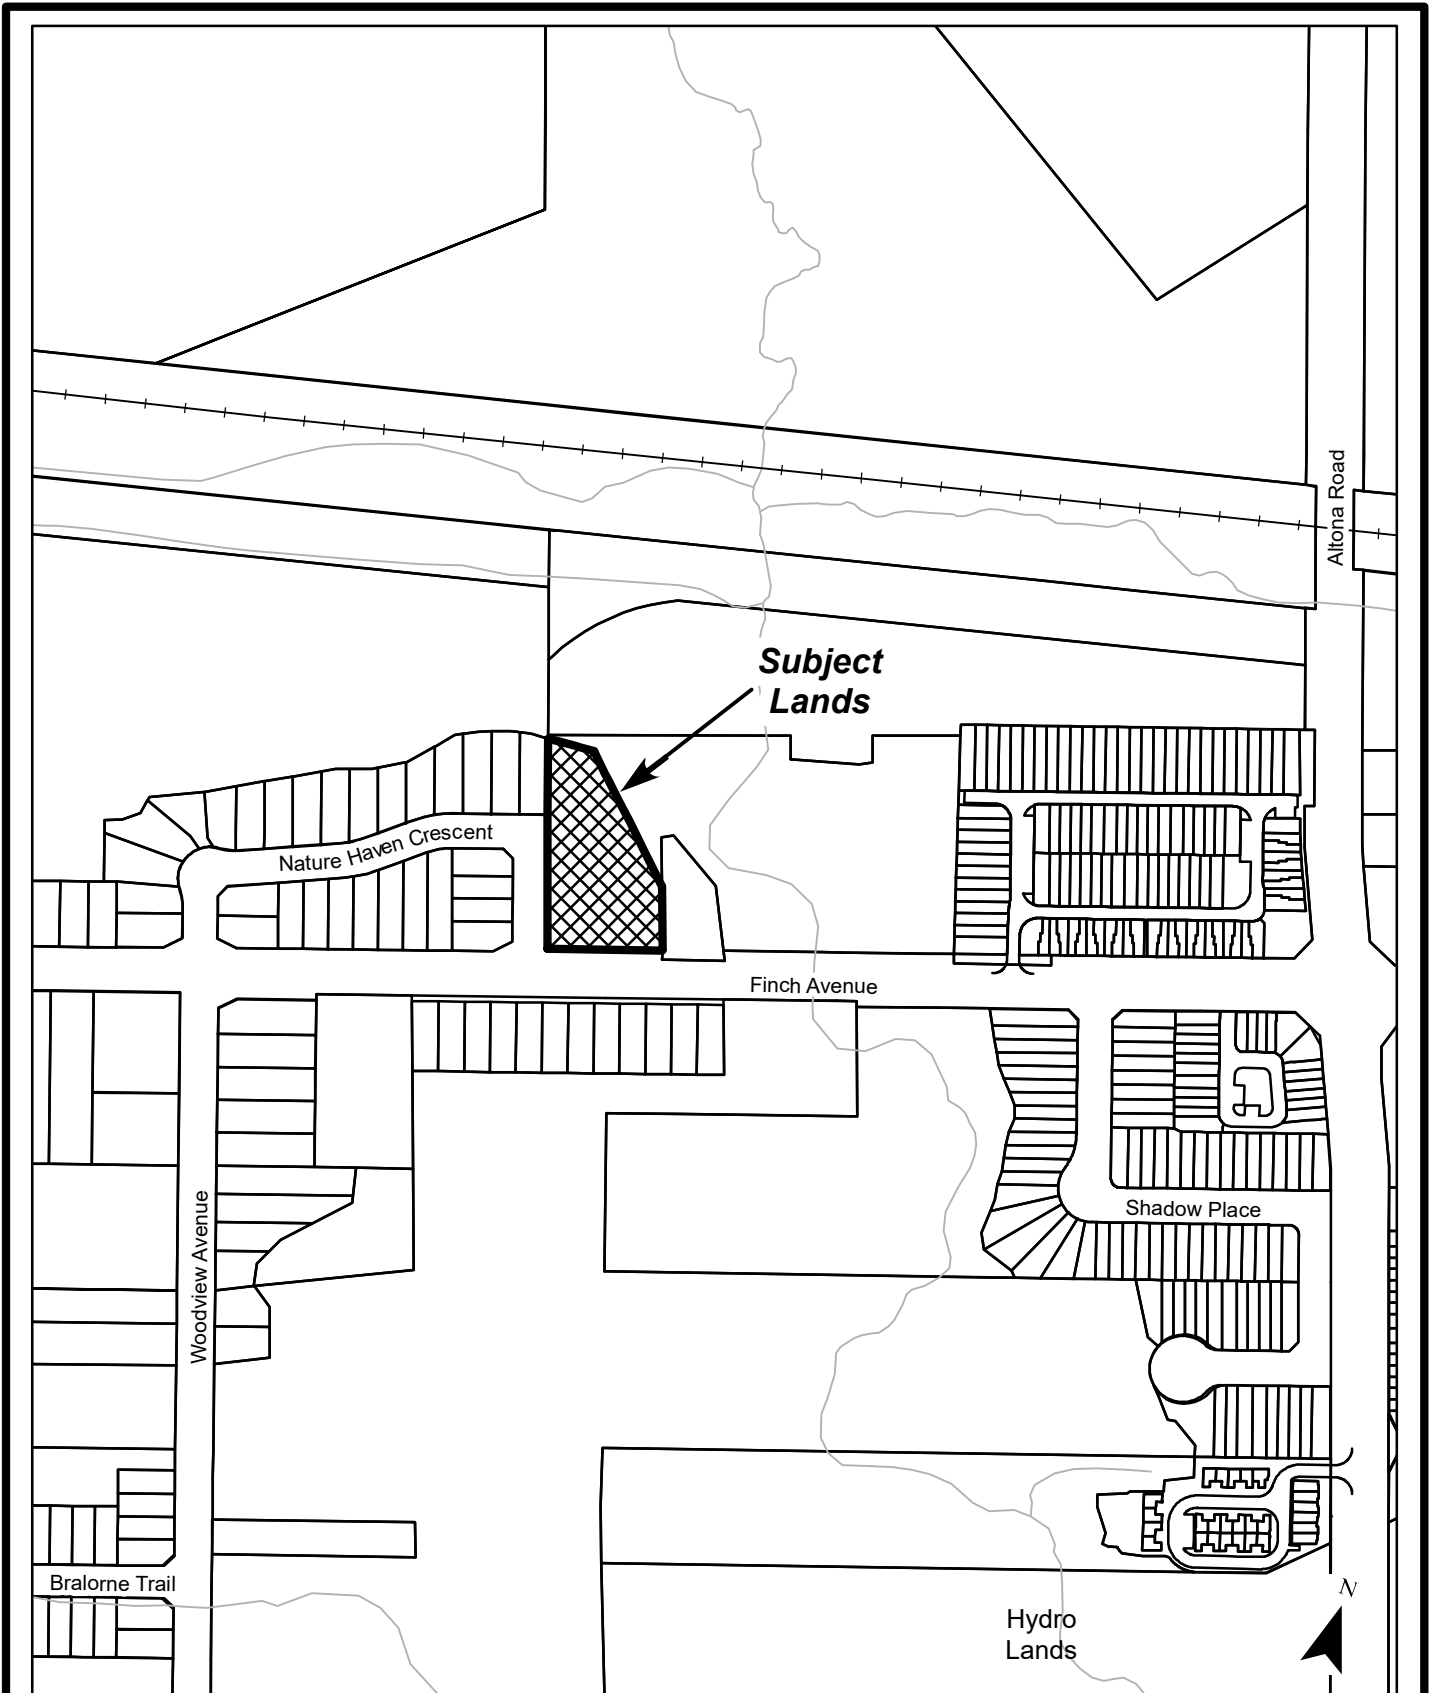 Altona Road
Subject
Lands
Nature Haven Crescent
Finch Avenue
Woodview Avenue
Shadow Place
Bralorne Trail
N
Hydro
Lands